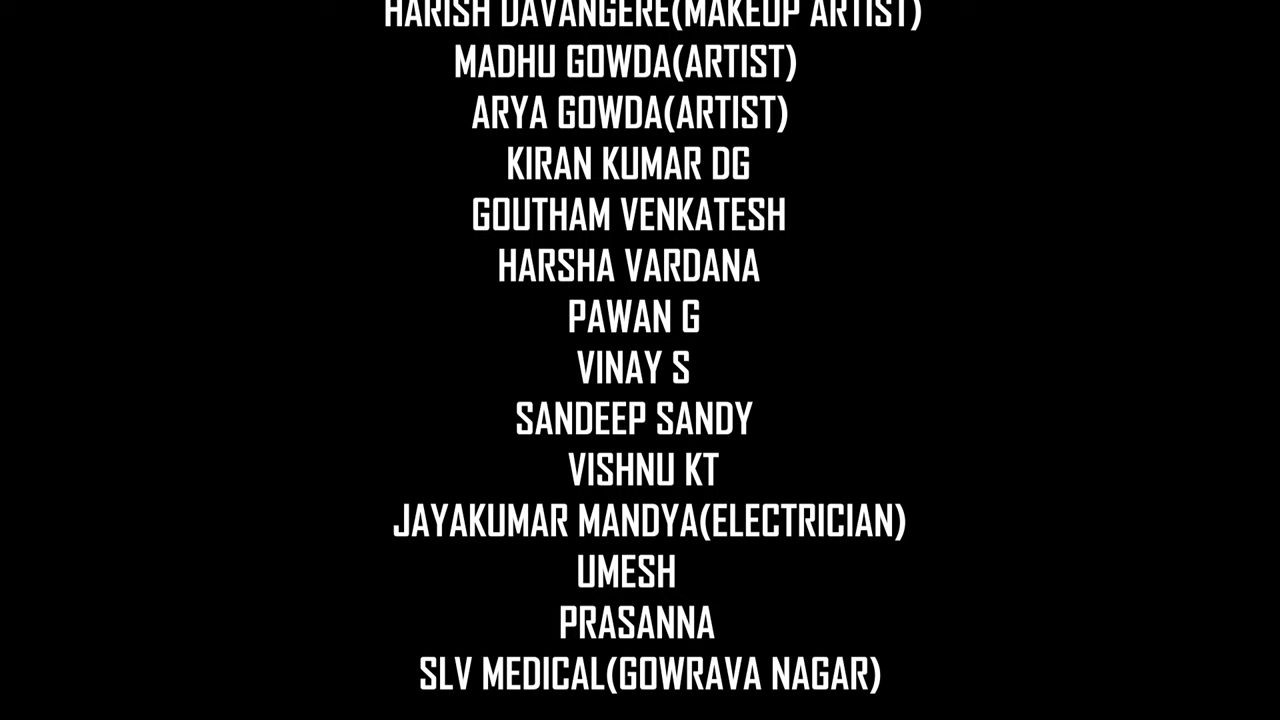 HARISH DAVANGERE(MAKEUP ARTIST)
MADHU GOWDA(ARTIST)
ARYA GOWDA(ARTIST)
KIRAN KUMAR DG
GOUTHAM VENKATESH
HARSHA VARDANA
PAWAN G
VINAY S
SANDEEP SANDY
VISHNU KT
JAYAKUMAR MANDYA(ELECTRICIAN)
UMESH
PRASANNA
SLV MEDICAL(GOWRAVA NAGAR)